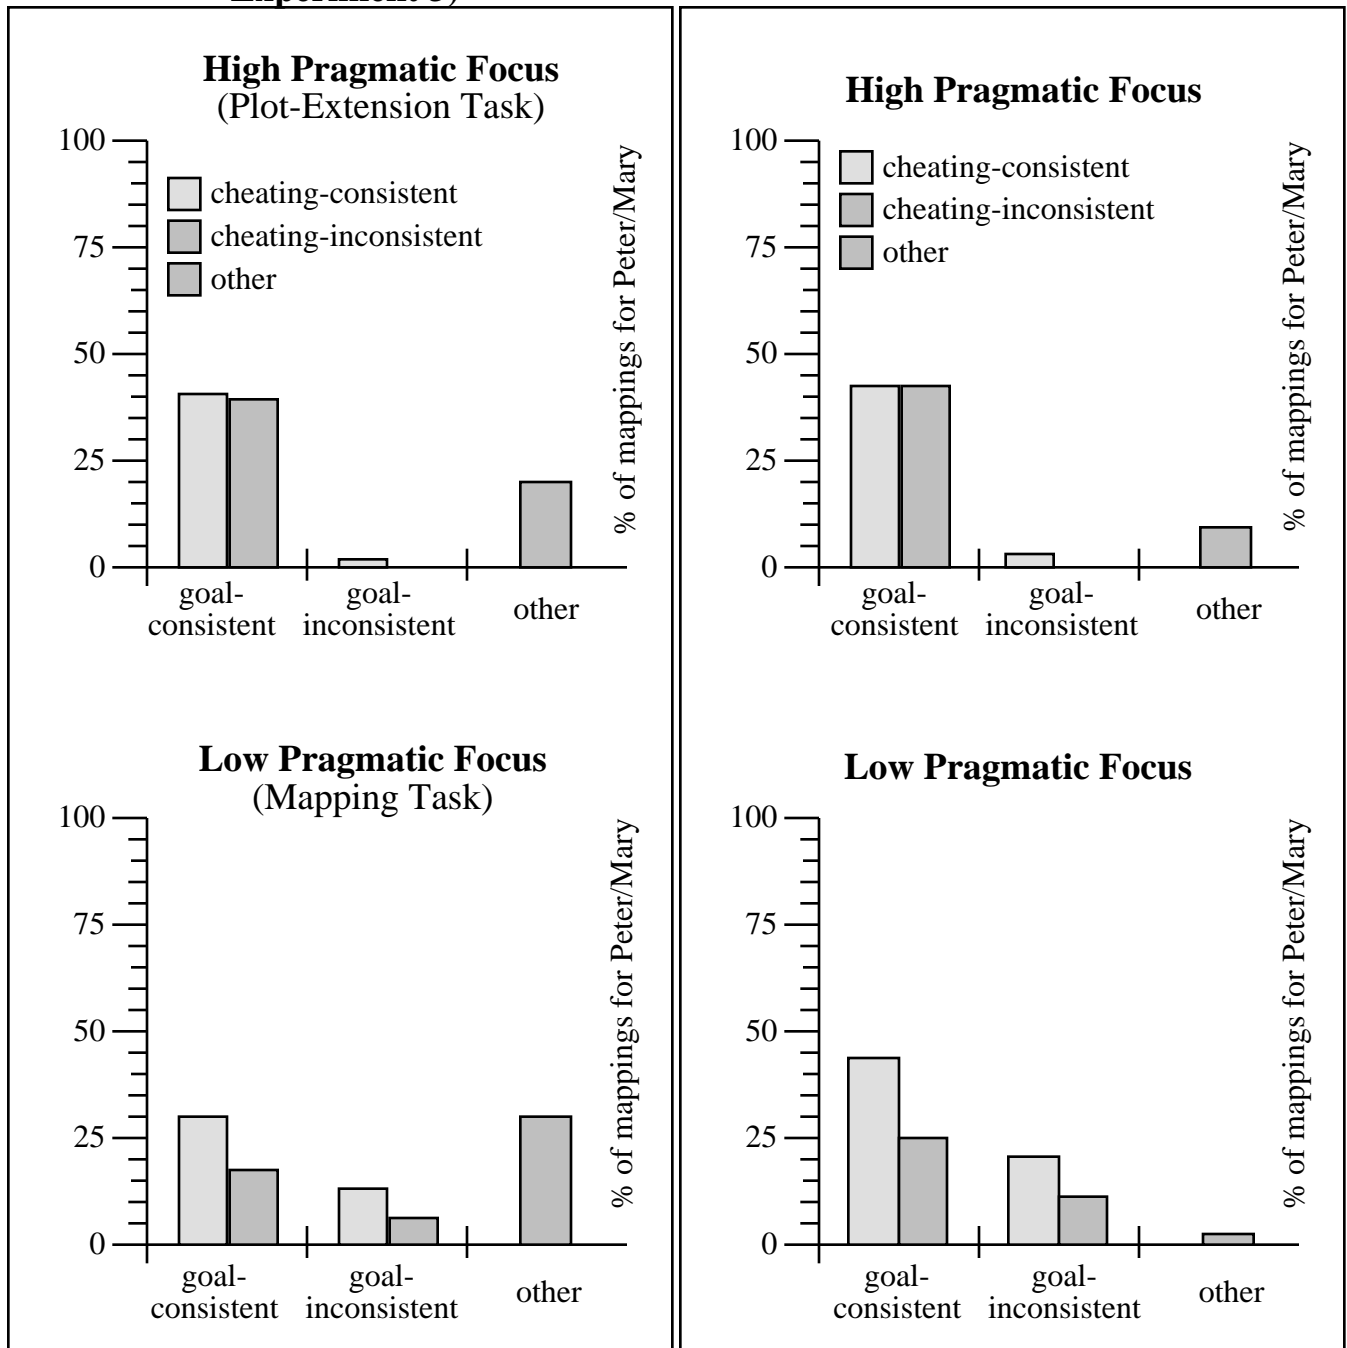 High Pragmatic Focus
(Plot-Extension Task)
100
75
50
25
0
cheating-consistent
cheating-inconsistent
other
% of mappings for Peter/Mary
goal-
consistent
goal-
inconsistent
other
High Pragmatic Focus
100
75
50
25
0
cheating-consistent
cheating-inconsistent
other
% of mappings for Peter/Mary
goal-
consistent
goal-
inconsistent
other
Low Pragmatic Focus
(Mapping Task)
100
75
50
25
0
% of mappings for Peter/Mary
goal-
consistent
goal-
inconsistent
other
Low Pragmatic Focus
100
75
50
25
0
% of mappings for Peter/Mary
goal-
consistent
goal-
inconsistent
other